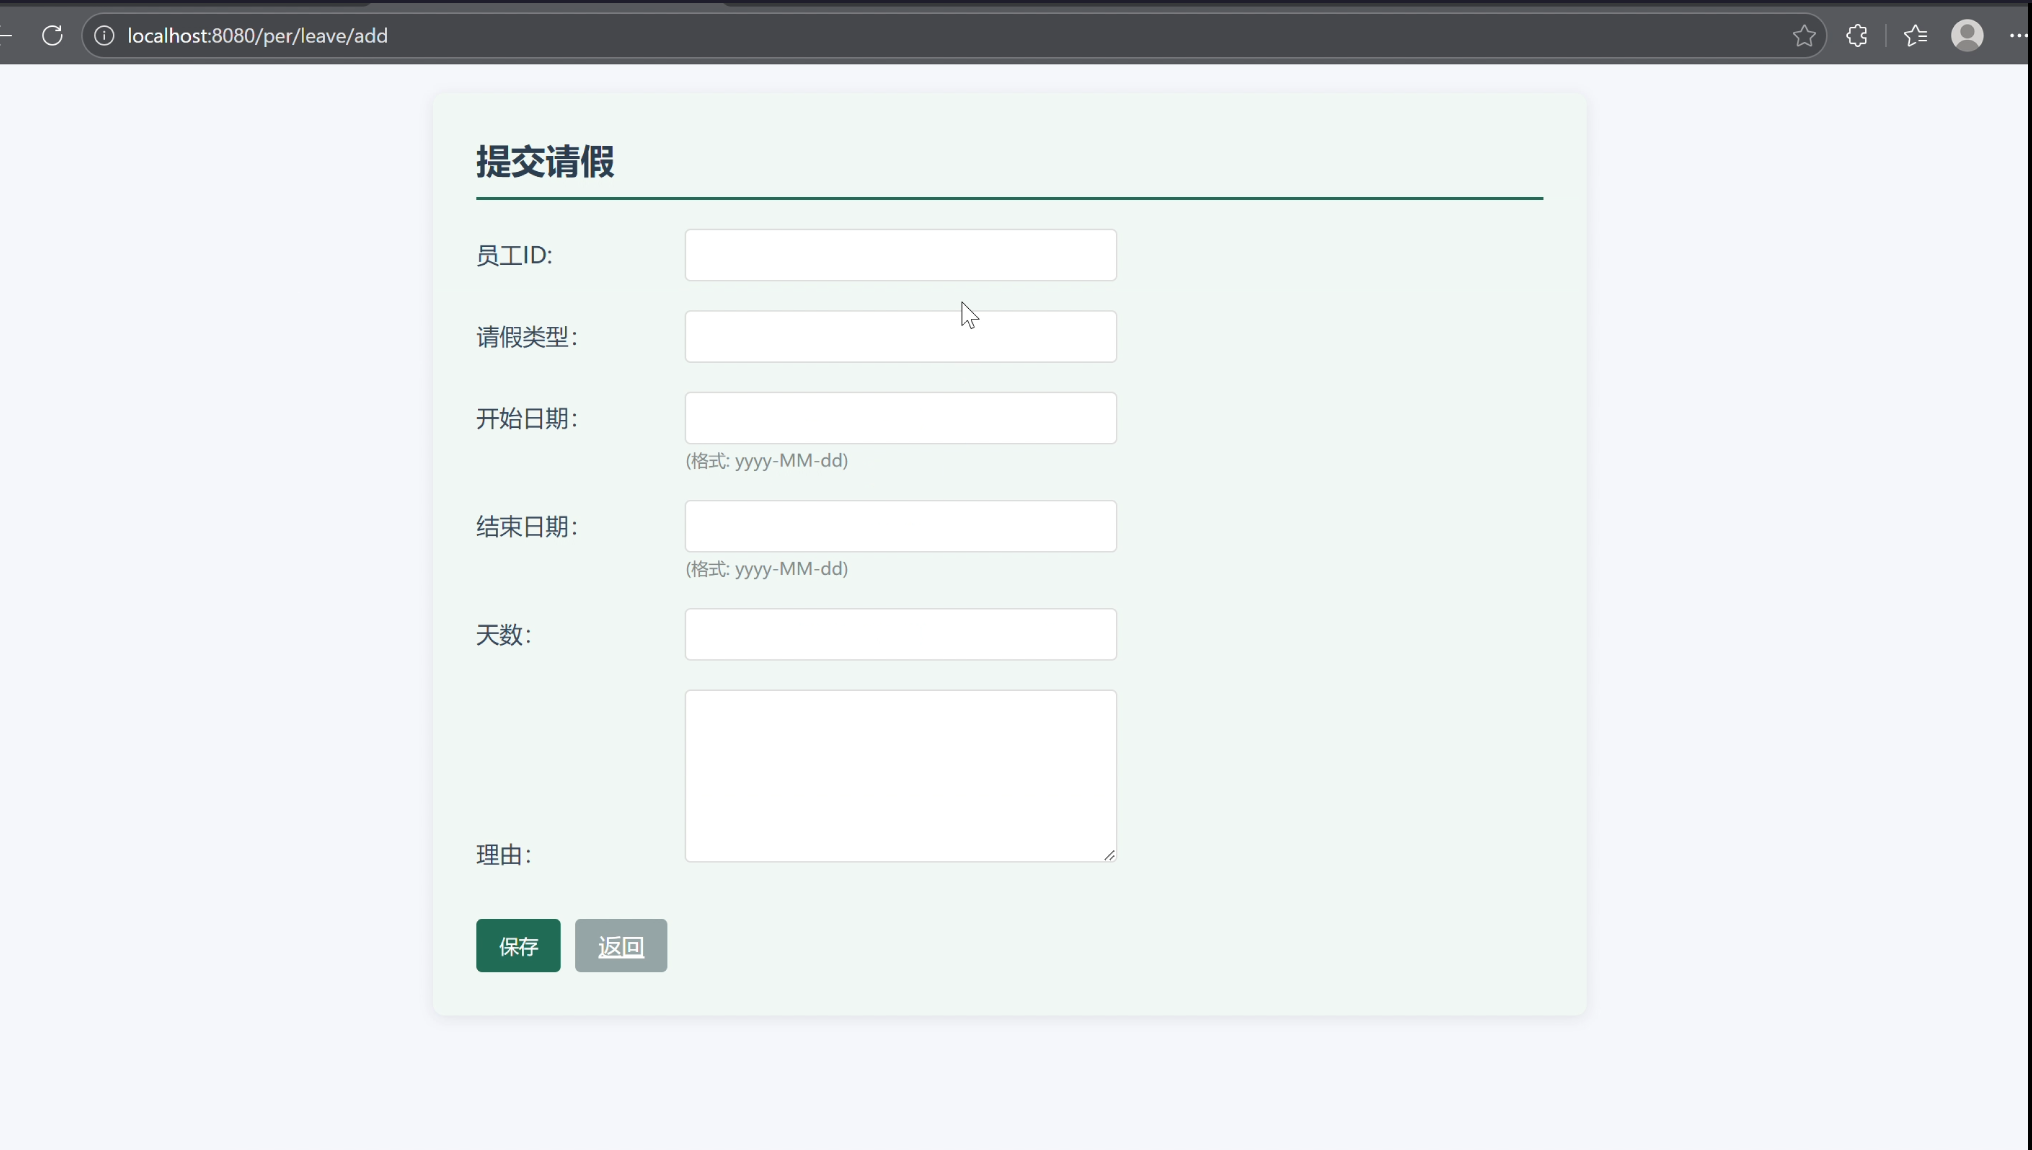 localhost:8080/per/leave/add
提交请假
员工ID:
请假类型:
开始日期:
(格式: yyyy-MM-dd)
结束日期:
(格式: yyyy-MM-dd)
天数:
理由:
保存 返回